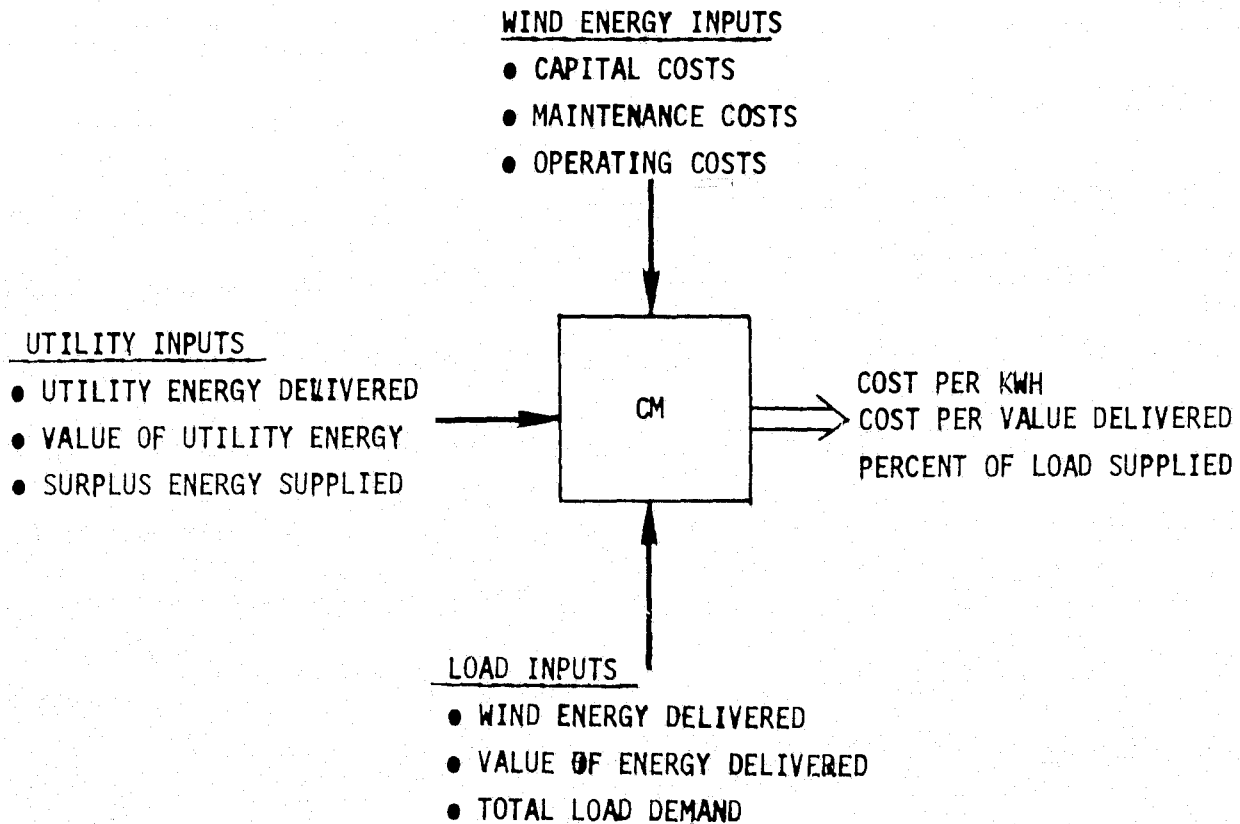 WIND ENERGY INPUTS
● CAPITAL COSTS
● MAINTENANCE COSTS
● OPERATING COSTS
UTILITY INPUTS
● UTILITY ENERGY DELIVERED
● VALUE OF UTILITY ENERGY
● SURPLUS ENERGY SUPPLIED
CM
COST PER KWH
COST PER VALUE DELIVERED
PERCENT OF LOAD SUPPLIED
LOAD INPUTS
● WIND ENERGY DELIVERED
● VALUE OF ENERGY DELIVERED
● TOTAL LOAD DEMAND